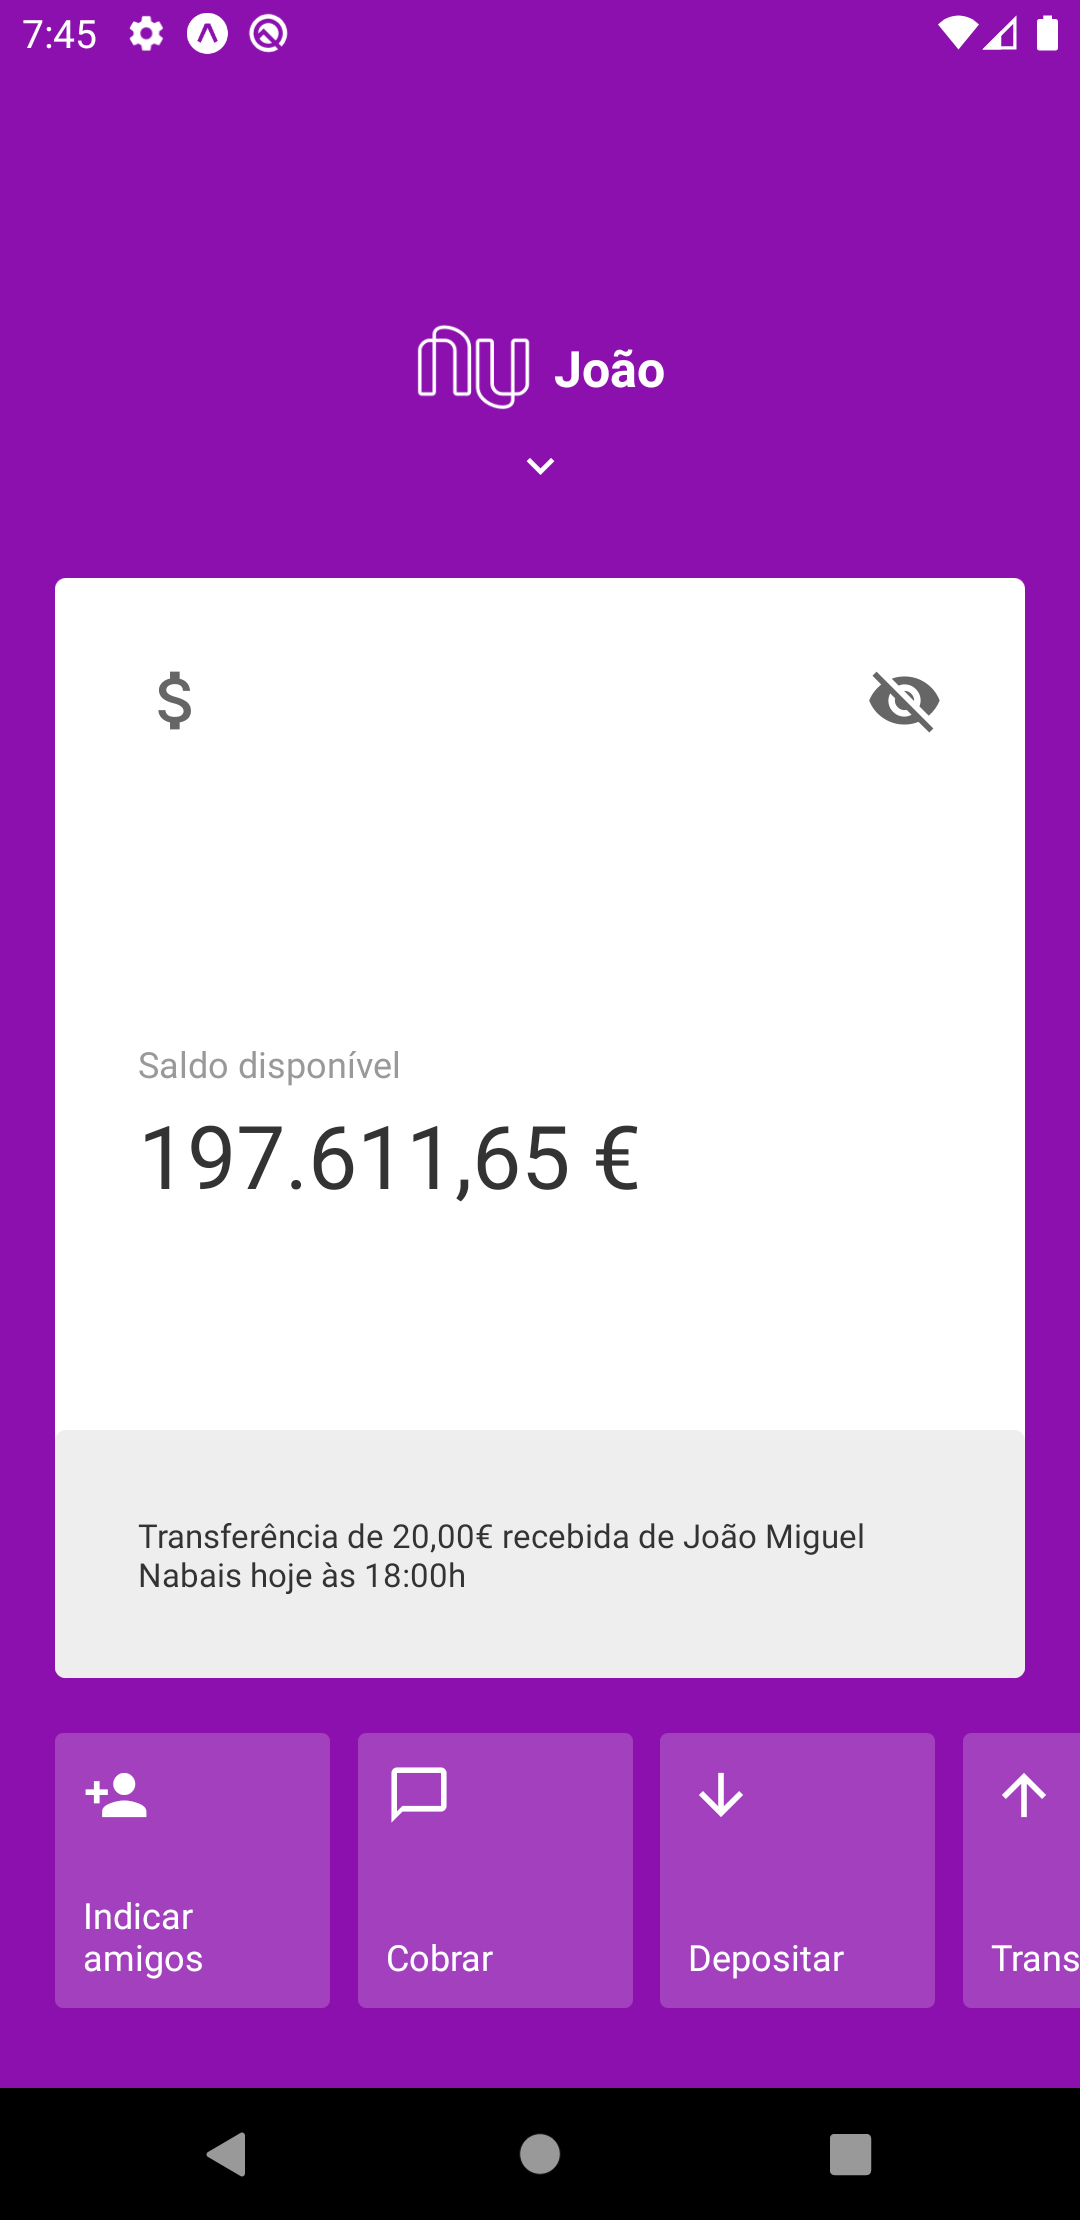 7:45
nu João
$
Saldo disponível
197.611,65 €
Transferência de 20,00€ recebida de João Miguel
Nabais hoje às 18:00h
Indicar
amigos
Cobrar
Depositar
Trans